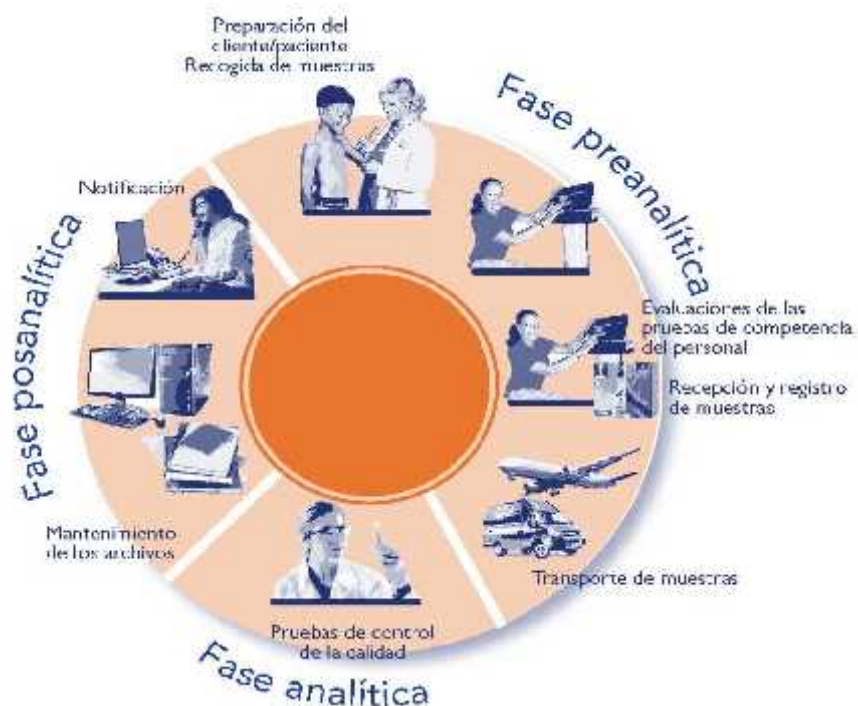 Preparación del
cliente/paciente
Recogida de muestras
Fase preanalítica
Evaluaciones de las
pruebas de competencia
del personal
Recepción y registro
de muestras
Transporte de muestras
Pruebas de control
de la calidad
Fase analítica
Mantenimiento
de los archivos
Fase posanalítica
Notificación